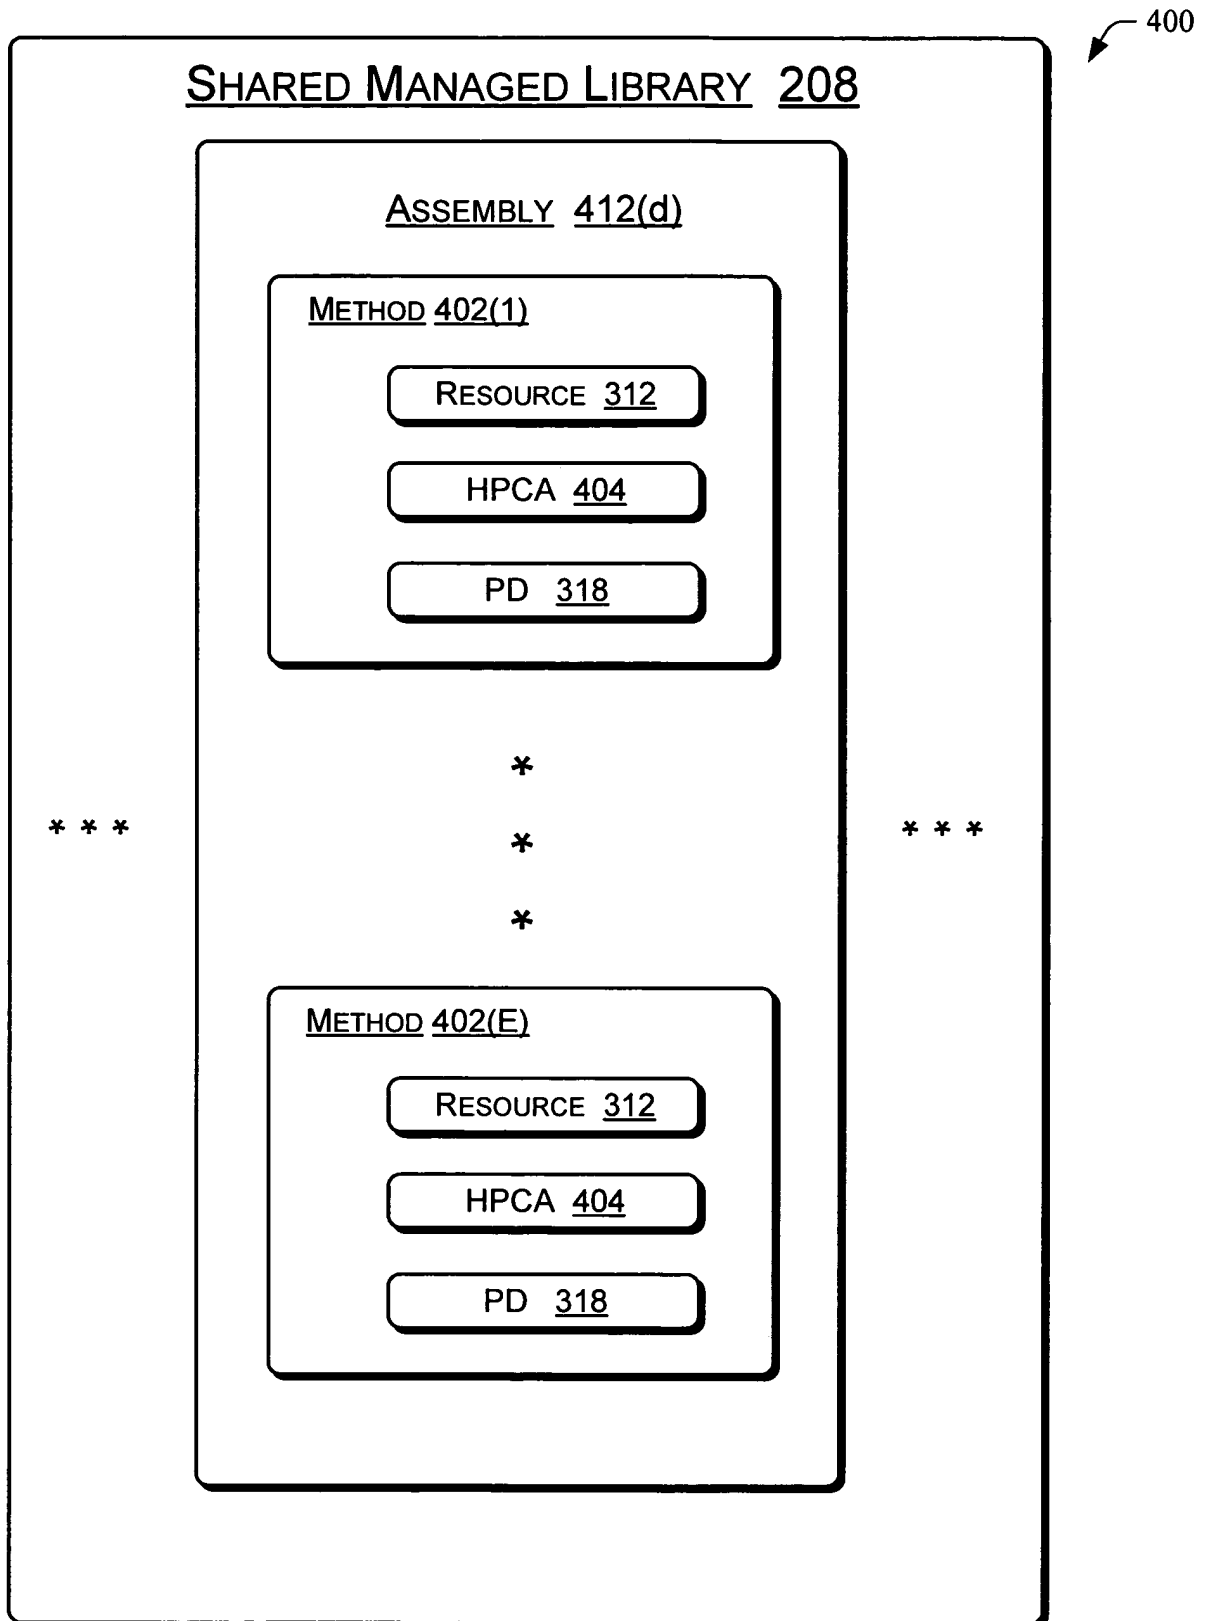 400
SHARED MANAGED LIBRARY 208
ASSEMBLY 412(d)
METHOD 402(1)
RESOURCE 312
HPCA 404
PD 318
*
* * *
* * *
*
*
METHOD 402(E)
RESOURCE 312
HPCA 404
PD 318